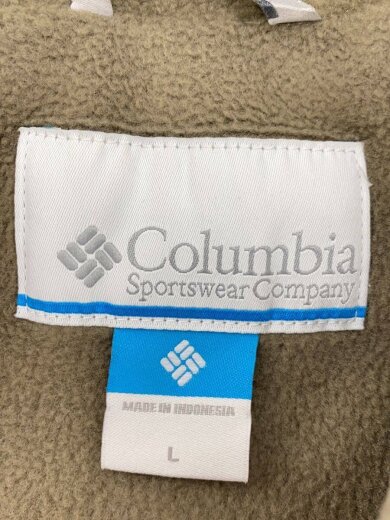 Columbia
Sportswear Company
MADE IN INDONESIA
L